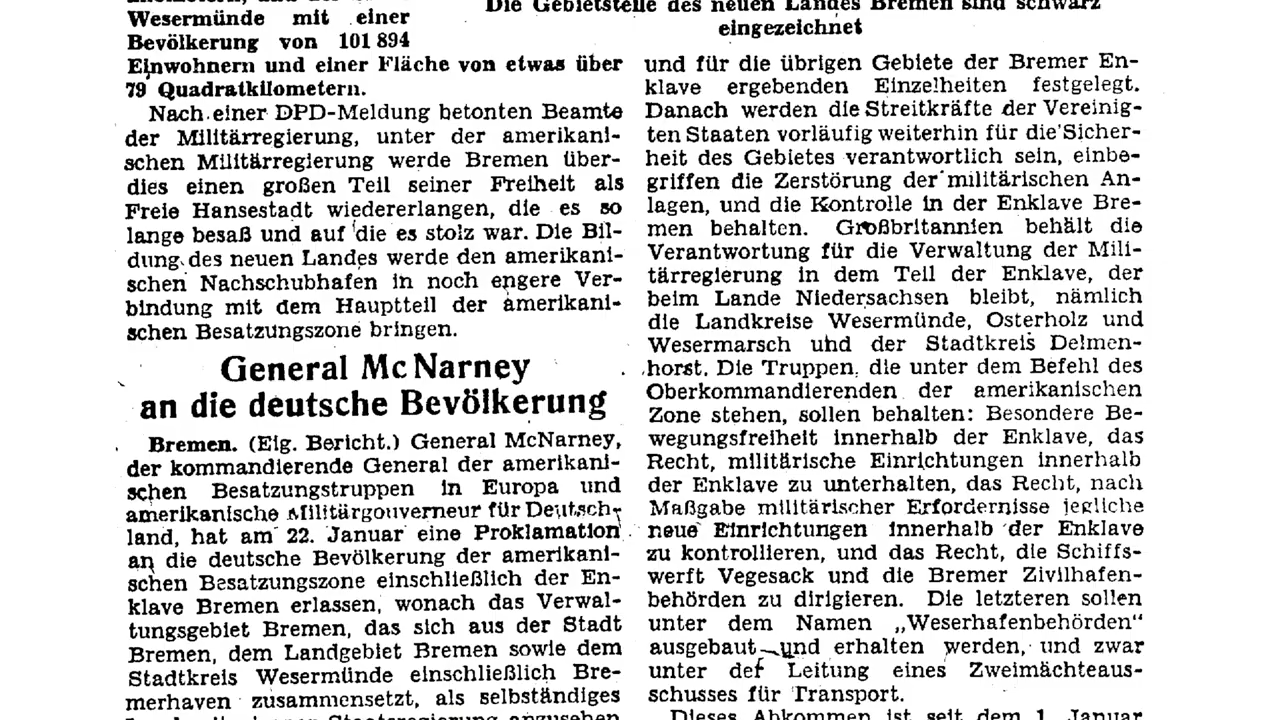 Wesermünde mit einer
Bevölkerung von 101 894
Einwohnern und einer Fläche von etwas über
79 Quadratkilometern.
Nach einer DPD-Meldung betonten Beamte
der Militärregierung, unter der amerikani-
schen Militärregierung werde Bremen über-
dies einen großen Teil seiner Freiheit als
Freie Hansestadt wiedererlangen, die es so
lange besaß und auf die es stolz war. Die Bil-
dung des neuen Landes werde den amerikani-
schen Nachschubhafen in noch engere Ver-
bindung mit dem Hauptteil der amerikani-
schen Besatzungszone bringen.
General McNarney
an die deutsche Bevölkerung
Bremen. (Eig. Bericht.) General McNarney,
der kommandierende General der amerikani-
schen Besatzungstruppen in Europa und
amerikanische Militärgouverneur für Deutsch-
land, hat am 22. Januar eine Proklamation
an die deutsche Bevölkerung der amerikani-
schen Besatzungszone einschließlich der En-
klave Bremen erlassen, wonach das Verwal-
tungsgebiet Bremen, das sich aus der Stadt
Bremen, dem Landgebiet Bremen sowie dem
Stadtkreis Wesermünde einschließlich Bre-
merhaven zusammensetzt, als selbständiges
Die Gebietsteile des neuen Landes Bremen sind schwarz
eingezeichnet
und für die übrigen Gebiete der Bremer En-
klave ergebenden Einzelheiten festgelegt.
Danach werden die Streitkräfte der Vereinig-
ten Staaten vorläufig weiterhin für die Sicher-
heit des Gebietes verantwortlich sein, einbe-
griffen die Zerstörung der militärischen An-
lagen, und die Kontrolle in der Enklave Bre-
men behalten. Großbritannien behält die
Verantwortung für die Verwaltung der Mili-
tärregierung in dem Teil der Enklave, der
beim Lande Niedersachsen bleibt, nämlich
die Landkreise Wesermünde, Osterholz und
Wesermarsch und der Stadtkreis Delmen-
horst. Die Truppen, die unter dem Befehl des
Oberkommandierenden der amerikanischen
Zone stehen, sollen behalten: Besondere Be-
wegungsfreiheit innerhalb der Enklave, das
Recht, militärische Einrichtungen innerhalb
der Enklave zu unterhalten, das Recht, nach
Maßgabe militärischer Erfordernisse jegliche
neue Einrichtungen innerhalb der Enklave
zu kontrollieren, und das Recht, die Schiffs-
werft Vegesack und die Bremer Zivilhafen-
behörden zu dirigieren. Die letzteren sollen
unter dem Namen „Weserhafenbehörden“
ausgebaut und erhalten werden, und zwar
unter der Leitung eines Zweimächteaus-
schusses für Transport.
Dieses Abkommen ist seit dem 1. Januar